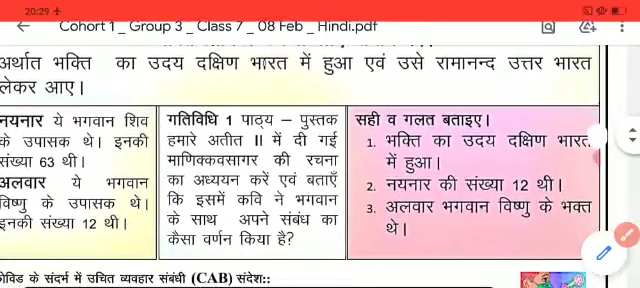 20:29
Cohort 1 _ Group 3 _ Class 7 _ 08 Feb _ Hindi.pdf
अर्थात भक्ति का उदय दक्षिण भारत में हुआ एवं उसे रामानन्द उत्तर भारत
लेकर आए।
नयनार ये भगवान शिव
के उपासक थे। इनकी
संख्या 63 थी।
अलवार ये भगवान
विष्णु के उपासक थे।
इनकी संख्या 12 थी।
गतिविधि 1 पाठ्य – पुस्तक
हमारे अतीत II में दी गई
माणिक्कवसागर की रचना
का अध्ययन करें एवं बताएँ
कि इसमें कवि ने भगवान
के साथ अपने संबंध का
कैसा वर्णन किया है?
सही व गलत बताइए।
1. भक्ति का उदय दक्षिण भारत
में हुआ।
2. नयनार की संख्या 12 थी।
3. अलवार भगवान विष्णु के भक्त
थे।
के संदर्भ में उचित व्यवहार संबंधी (CAB) संदेश::